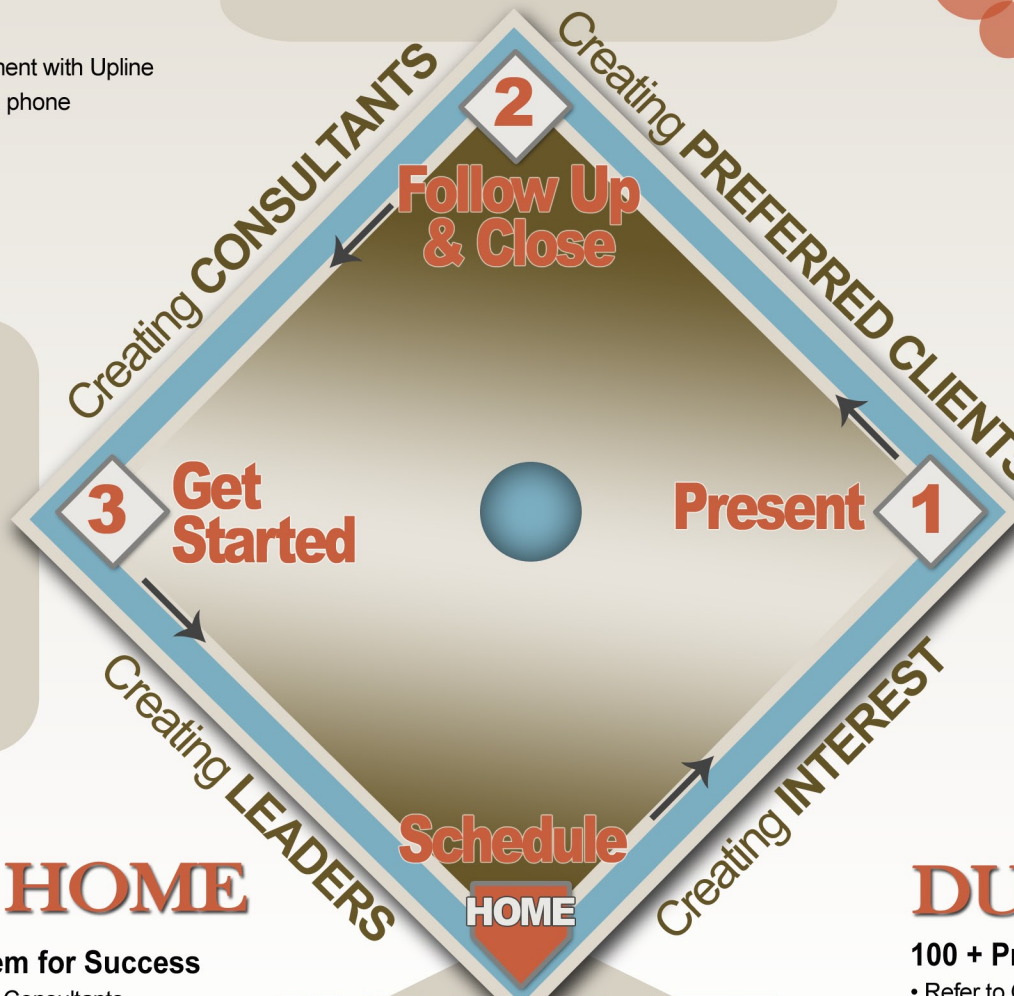 ment with Upline
phone
Creating CONSULTANTS
Creating PREFERRED CLIENTS
2
Follow Up
& Close
3
Get
Started
Present
1
Creating LEADERS
Creating INTEREST
Schedule
HOME
HOME
em for Success
Consultants
DU
100 + Pr
• Refer to